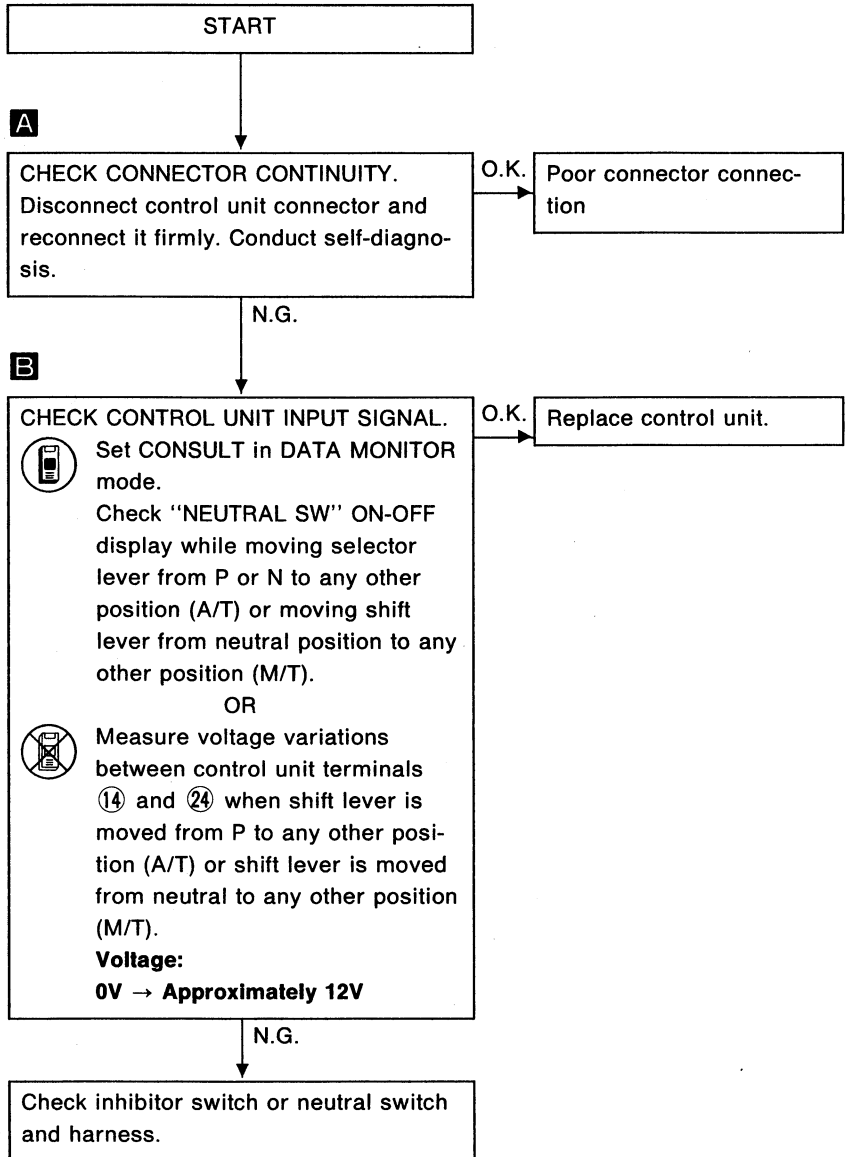 START
A
CHECK CONNECTOR CONTINUITY.
Disconnect control unit connector and
reconnect it firmly. Conduct self-diagno-
sis.
O.K.
Poor connector connec-
tion
N.G.
B
CHECK CONTROL UNIT INPUT SIGNAL.
Set CONSULT in DATA MONITOR
mode.
Check "NEUTRAL SW" ON-OFF
display while moving selector
lever from P or N to any other
position (A/T) or moving shift
lever from neutral position to any
other position (M/T).
OR
Measure voltage variations
between control unit terminals
⑭ and ㉔ when shift lever is
moved from P to any other posi-
tion (A/T) or shift lever is moved
from neutral to any other position
(M/T).
Voltage:
0V → Approximately 12V
O.K.
Replace control unit.
N.G.
Check inhibitor switch or neutral switch
and harness.